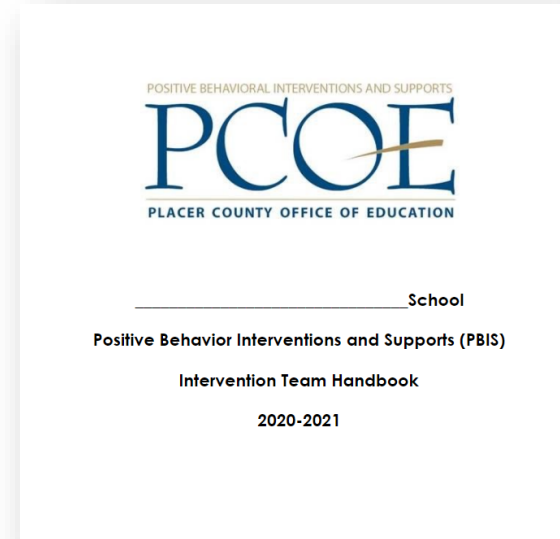 POSITIVE BEHAVIORAL INTERVENTIONS AND SUPPORTS
PCOE
PLACER COUNTY OFFICE OF EDUCATION
________________________________School
Positive Behavior Interventions and Supports (PBIS)
Intervention Team Handbook
2020-2021